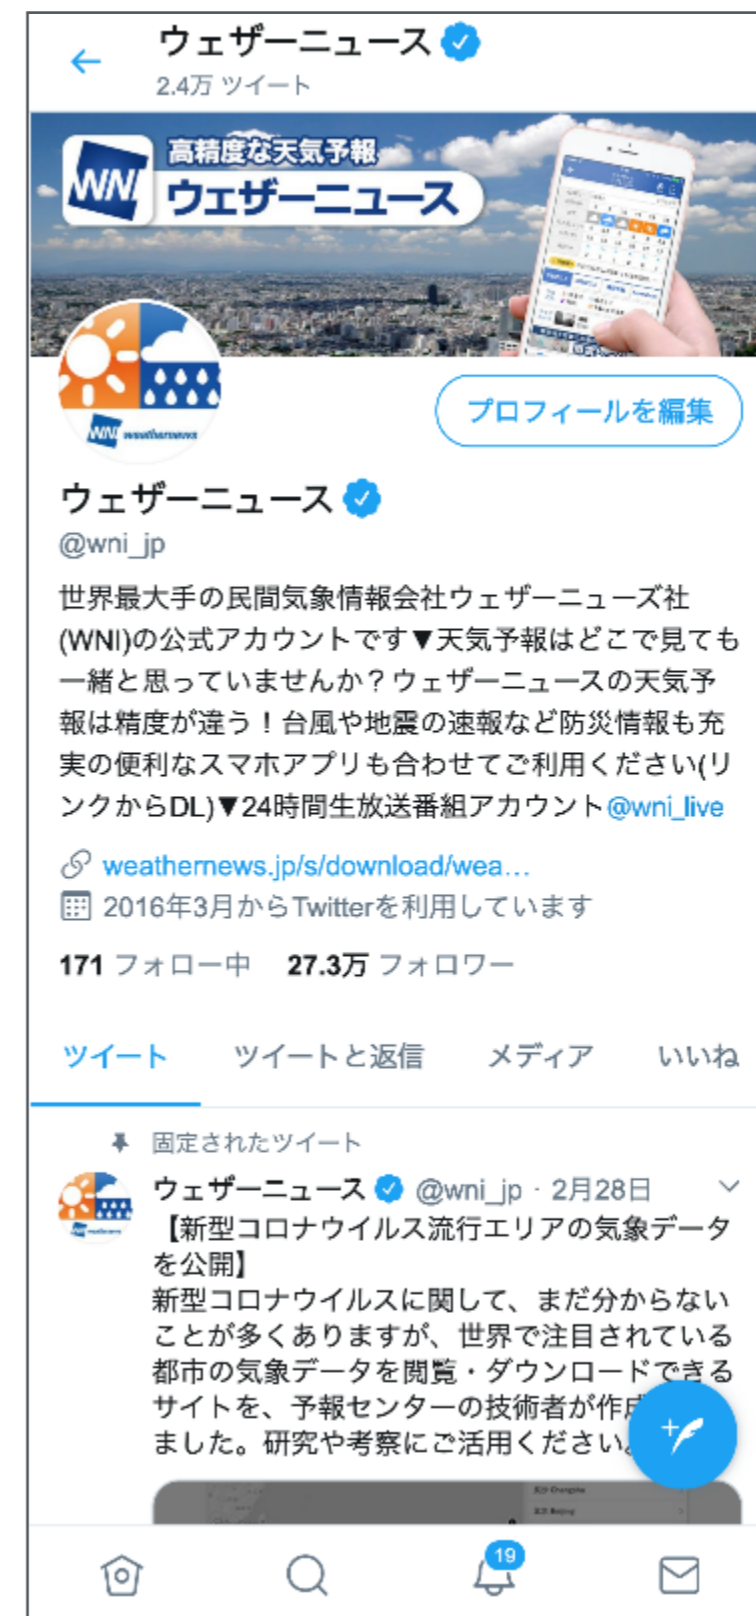 ウェザーニュース
2.4万 ツイート
WNI
高精度な天気予報
ウェザーニュース
WNI weathernews
プロフィールを編集
ウェザーニュース
@wni_jp
世界最大手の民間気象情報会社ウェザーニューズ社
(WNI)の公式アカウントです▼天気予報はどこで見ても
一緒と思っていませんか？ウェザーニュースの天気予
報は精度が違う！台風や地震の速報など防災情報も充
実の便利なスマホアプリも合わせてご利用ください(リ
ンクからDL)▼24時間生放送番組アカウント@wni_live
weathernews.jp/s/download/wea…
2016年3月からTwitterを利用しています
171 フォロー中 27.3万 フォロワー
ツイート ツイートと返信 メディア いいね
固定されたツイート
ウェザーニュース @wni_jp · 2月28日
【新型コロナウイルス流行エリアの気象データ
を公開】
新型コロナウイルスに関して、まだ分からない
ことが多くありますが、世界で注目されている
都市の気象データを閲覧・ダウンロードできる
サイトを、予報センターの技術者が作成
ました。研究や考察にご活用ください。
Changsha
Beijing
19